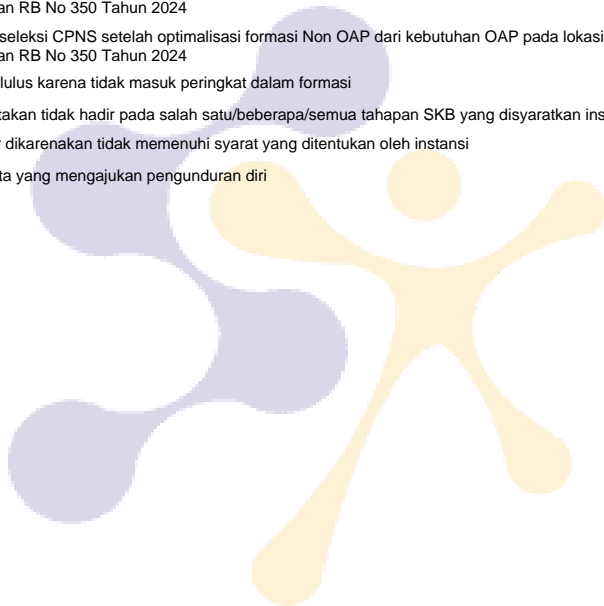 an RB No 350 Tahun 2024
seleksi CPNS setelah optimalisasi formasi Non OAP dari kebutuhan OAP pada lokasi
an RB No 350 Tahun 2024
lulus karena tidak masuk peringkat dalam formasi
takan tidak hadir pada salah satu/beberapa/semua tahapan SKB yang disyaratkan ins
dikarenakan tidak memenuhi syarat yang ditentukan oleh instansi
ta yang mengajukan pengunduran diri